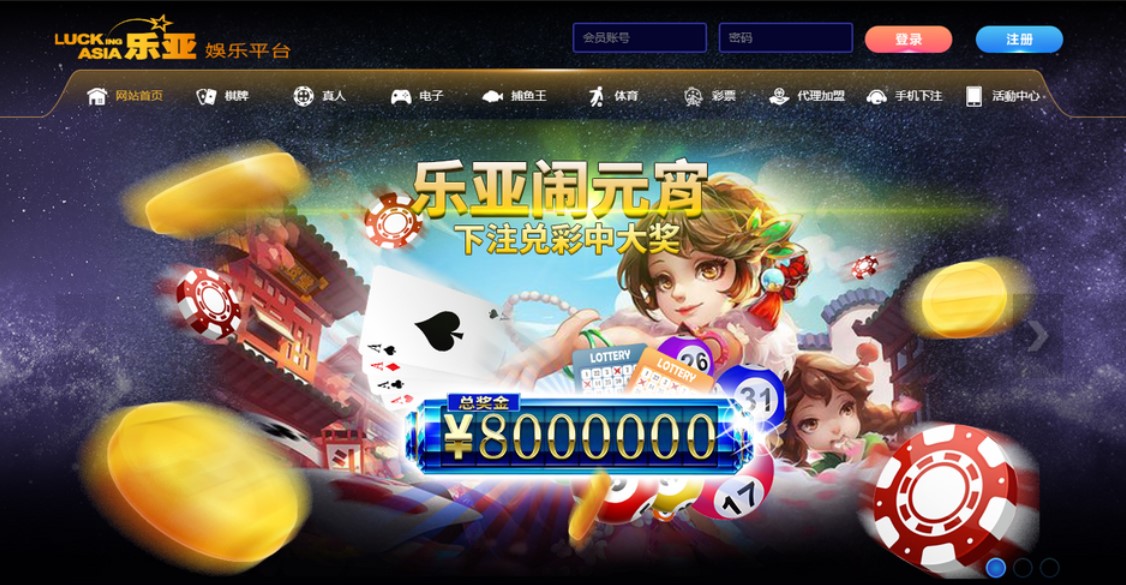 LUCKING
ASIA 乐亚 娱乐平台
会员账号
密码
登录
注册
网站首页
棋牌
真人
电子
捕鱼王
体育
彩票
代理加盟
手机下注
活動中心
乐亚闹元宵
下注兑彩中大奖
A
A
A
A
LOTTERY
LOTTERY
26
31
总奖金
¥8000000
17